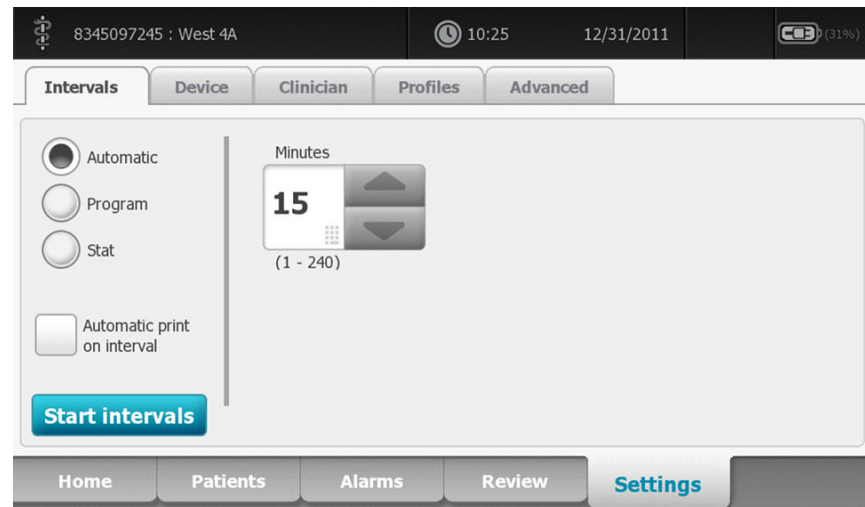 8345097245 : West 4A 10:25 12/31/2011 (31%)
Intervals Device Clinician Profiles Advanced
Automatic
Program
Stat
Automatic print
on interval
Start intervals
Minutes
15
(1 - 240)
Home Patients Alarms Review Settings